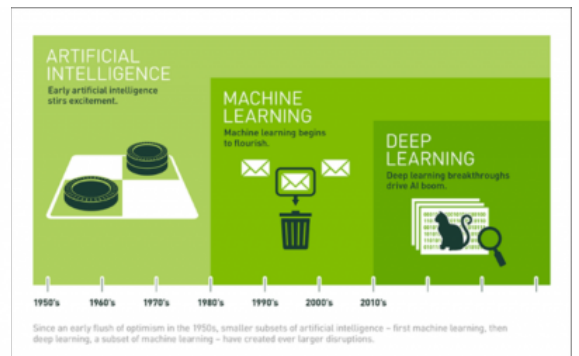 ARTIFICIAL
INTELLIGENCE
Early artificial intelligence
stirs excitement.
MACHINE
LEARNING
Machine learning begins
to flourish.
DEEP
LEARNING
Deep learning breakthroughs
drive AI boom.
1950's 1960's 1970's 1980's 1990's 2000's 2010's
Since an early flush of optimism in the 1950s, smaller subsets of artificial intelligence – first machine learning, then
deep learning, a subset of machine learning – have created ever larger disruptions.